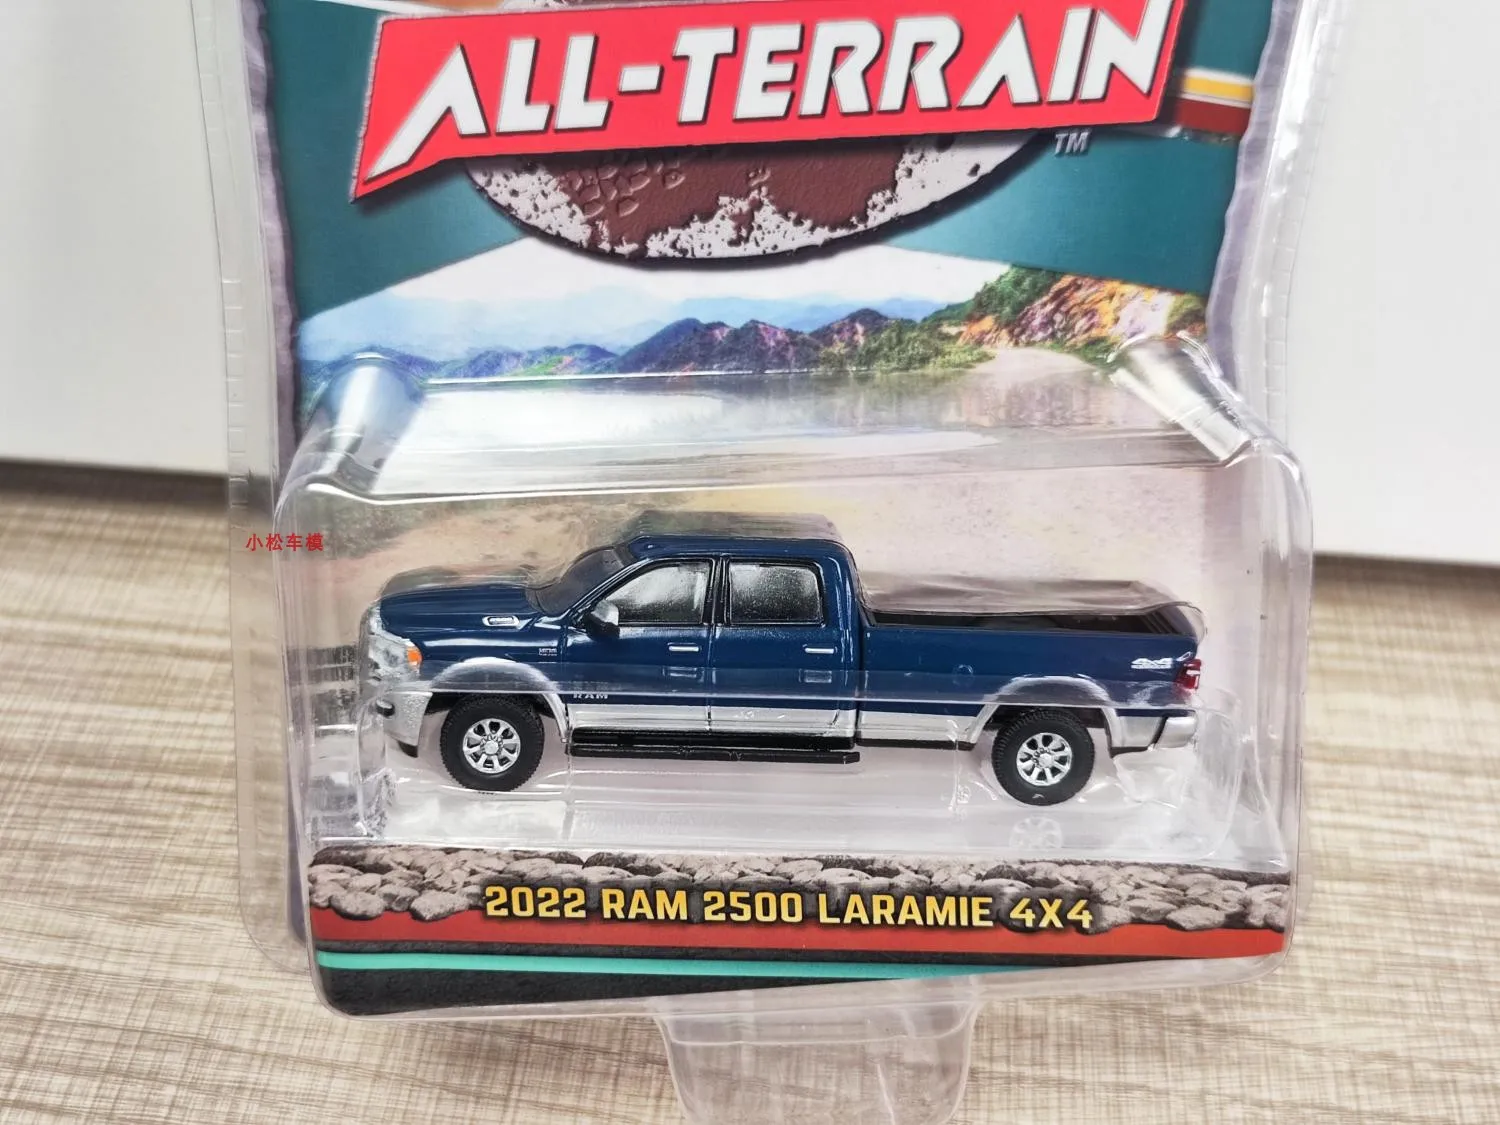 ALL-TERRAIN
TM
小松车模
RAM
4x4
2022 RAM 2500 LARAMIE 4X4